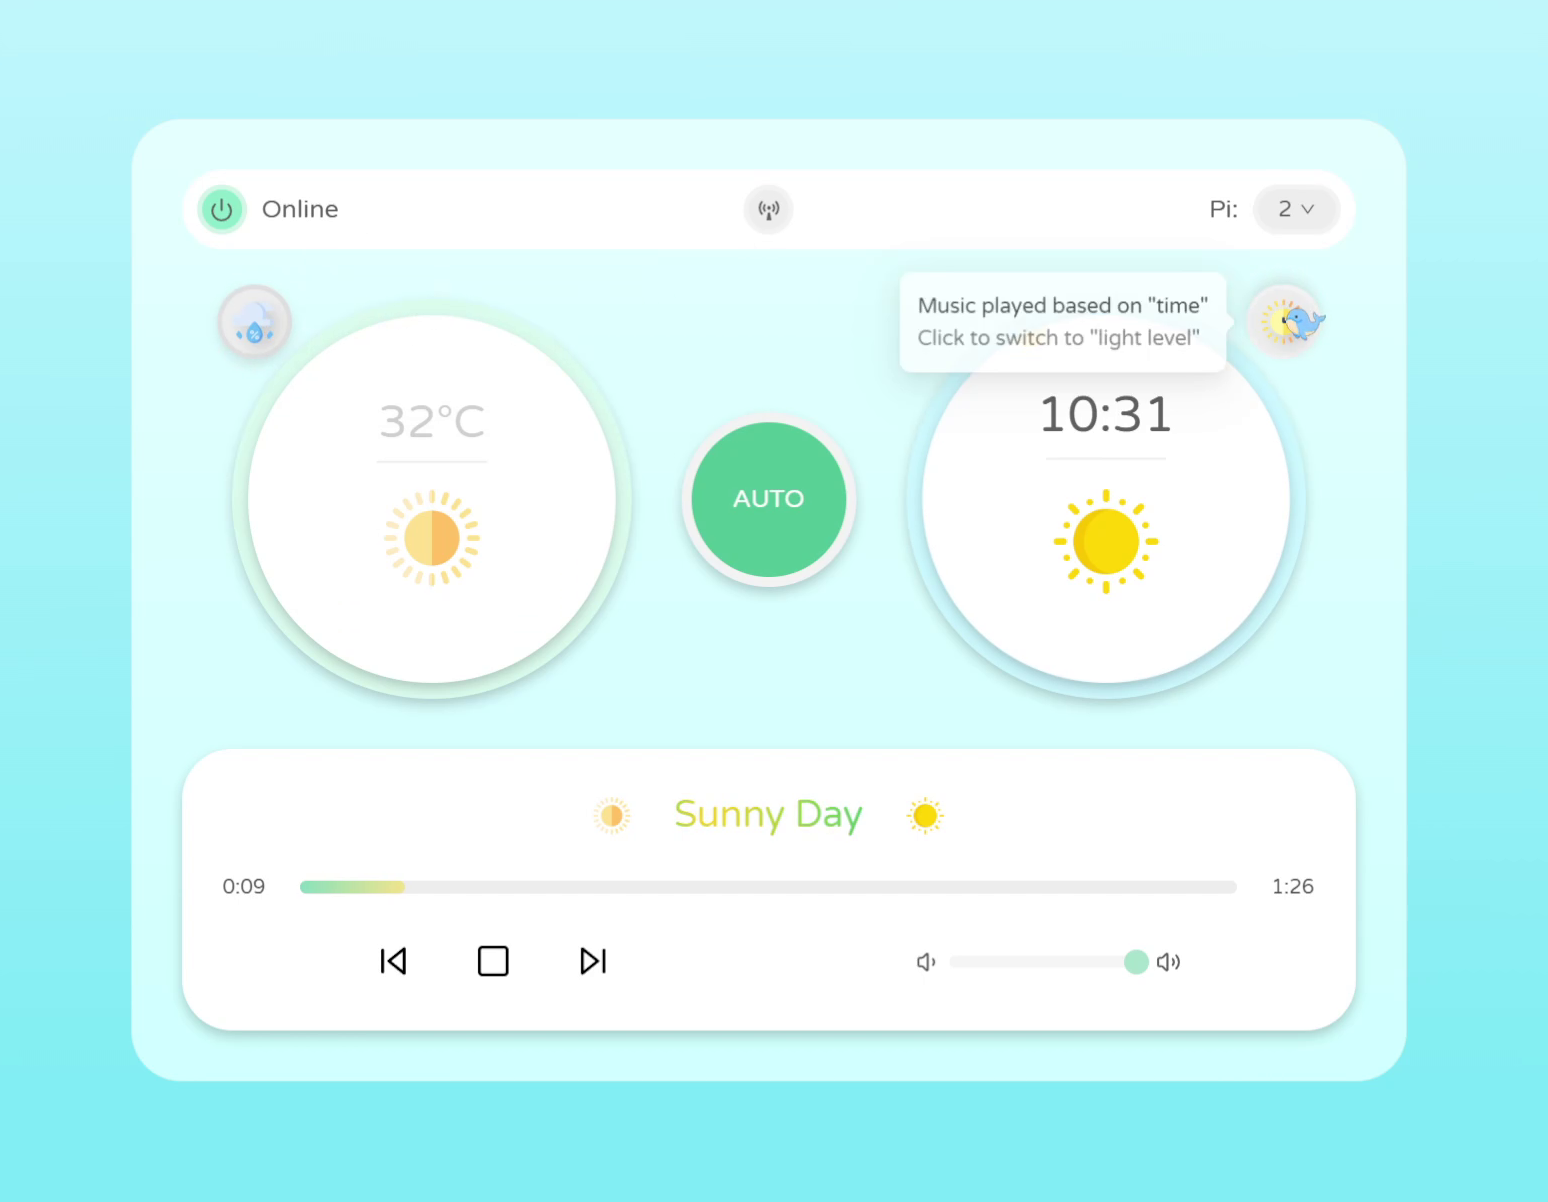 Online
Pi:
2
Music played based on "time"
Click to switch to "light level"
%
32°C
10:31
AUTO
Sunny Day
0:09
1:26